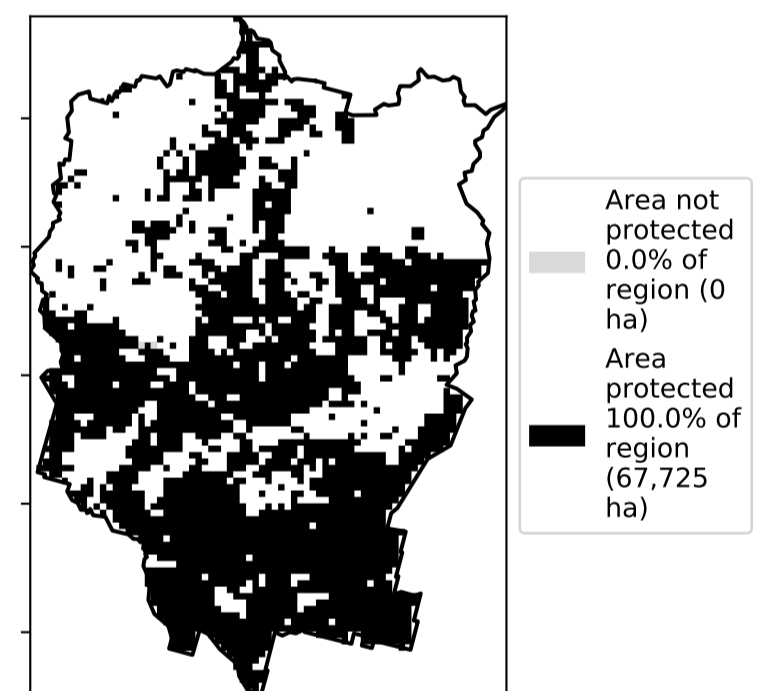 Area not
protected
0.0% of
region (0
ha)
Area
protected
100.0% of
region
(67,725
ha)